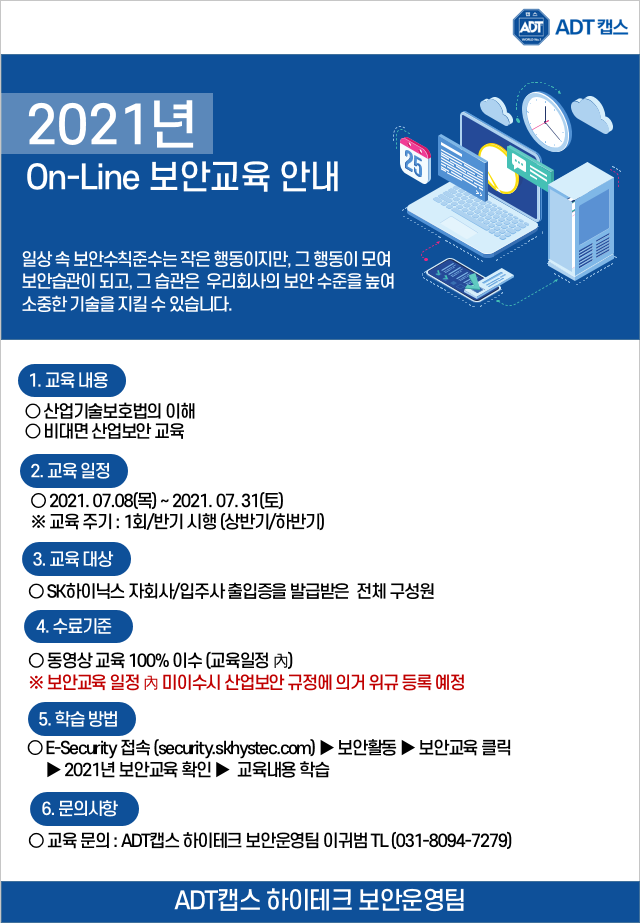 캡스
ADT
WORLD No.1
ADT 캡스
2021년
On-Line 보안교육 안내
25
일상 속 보안수칙준수는 작은 행동이지만, 그 행동이 모여
보안습관이 되고, 그 습관은 우리회사의 보안 수준을 높여
소중한 기술을 지킬 수 있습니다.
1. 교육 내용
○ 산업기술보호법의 이해
○ 비대면 산업보안 교육
2. 교육 일정
○ 2021. 07.08(목) ~ 2021. 07. 31(토)
※ 교육 주기 : 1회/반기 시행 (상반기/하반기)
3. 교육 대상
○ SK하이닉스 자회사/입주사 출입증을 발급받은 전체 구성원
4. 수료기준
○ 동영상 교육 100% 이수 (교육일정 內)
※ 보안교육 일정 內 미이수시 산업보안 규정에 의거 위규 등록 예정
5. 학습 방법
○ E-Security 접속 (security.skhystec.com) ▶ 보안활동 ▶ 보안교육 클릭
▶ 2021년 보안교육 확인 ▶ 교육내용 학습
6. 문의사항
○ 교육 문의 : ADT캡스 하이테크 보안운영팀 이귀범 TL (031-8094-7279)
ADT캡스 하이테크 보안운영팀